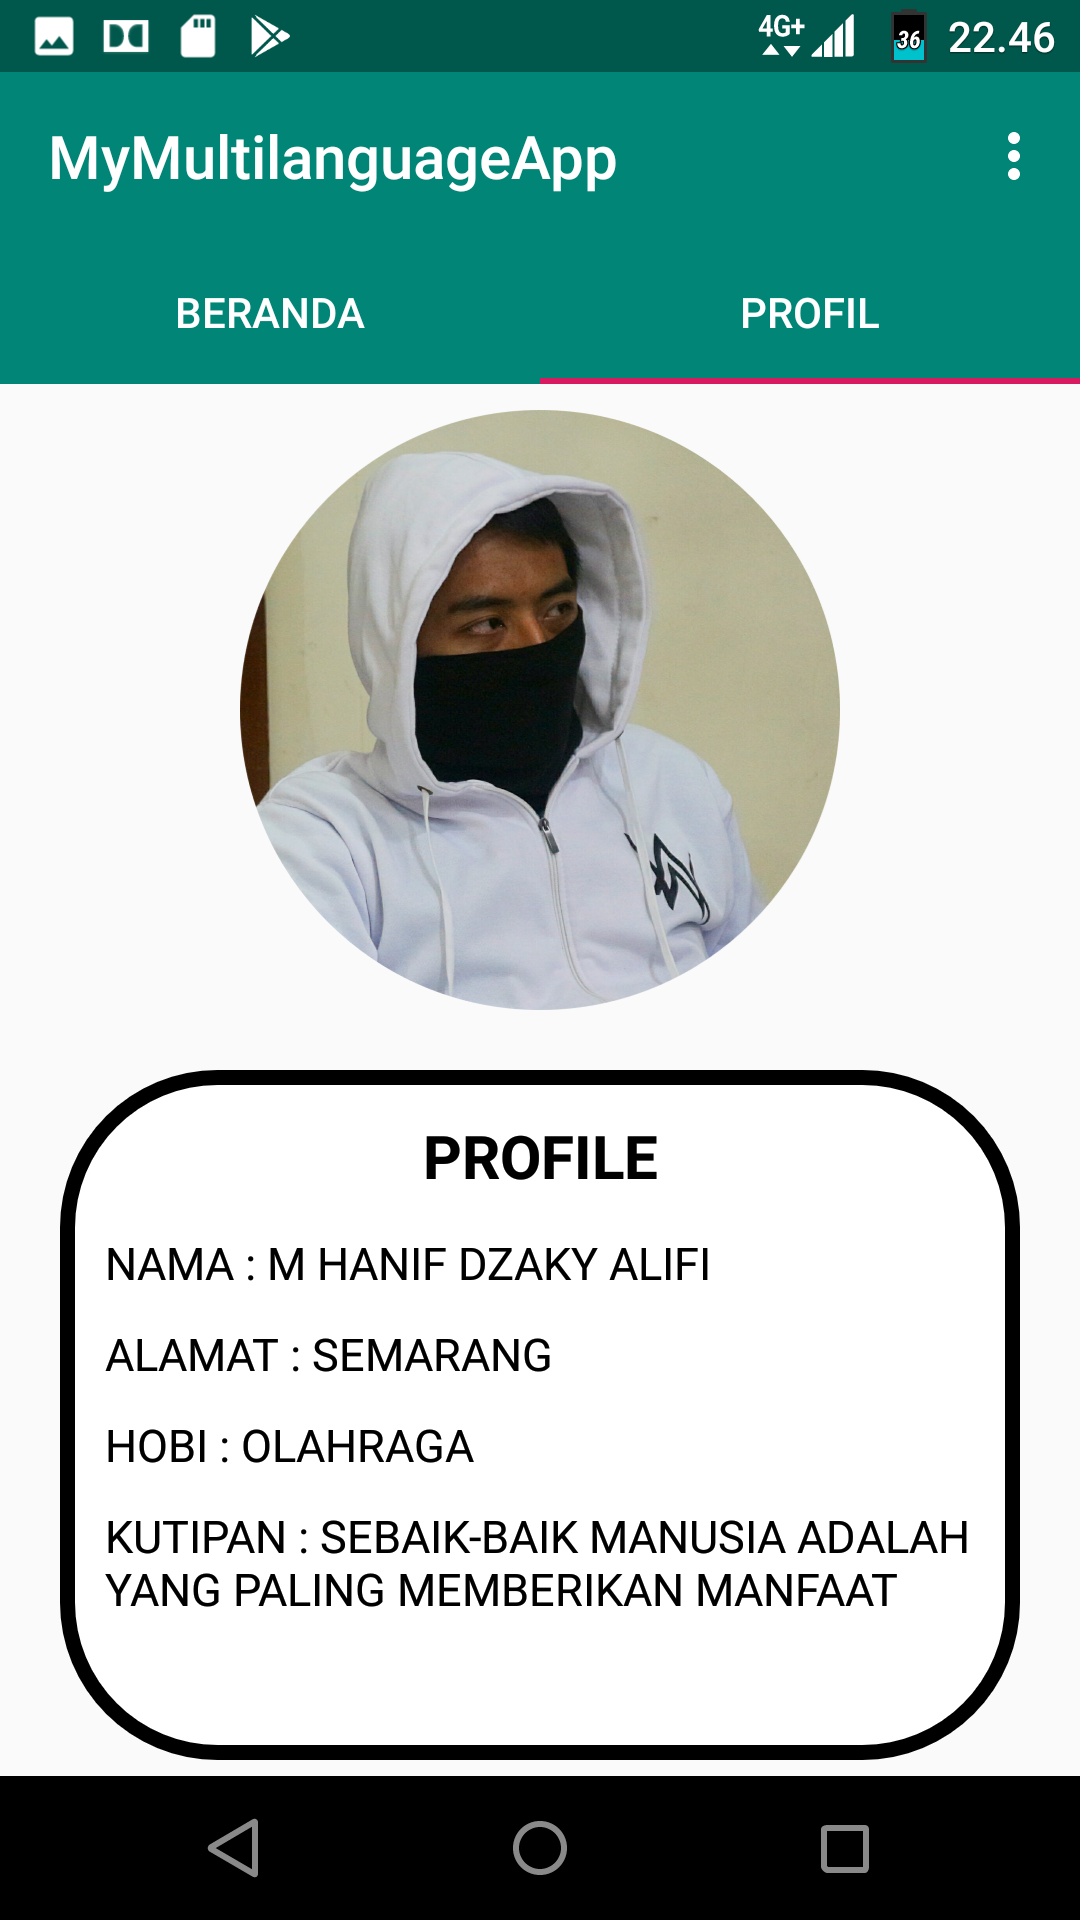 4G+ 36 22.46
MyMultilanguageApp
BERANDA PROFIL
PROFILE
NAMA : M HANIF DZAKY ALIFI
ALAMAT : SEMARANG
HOBI : OLAHRAGA
KUTIPAN : SEBAIK-BAIK MANUSIA ADALAH
YANG PALING MEMBERIKAN MANFAAT